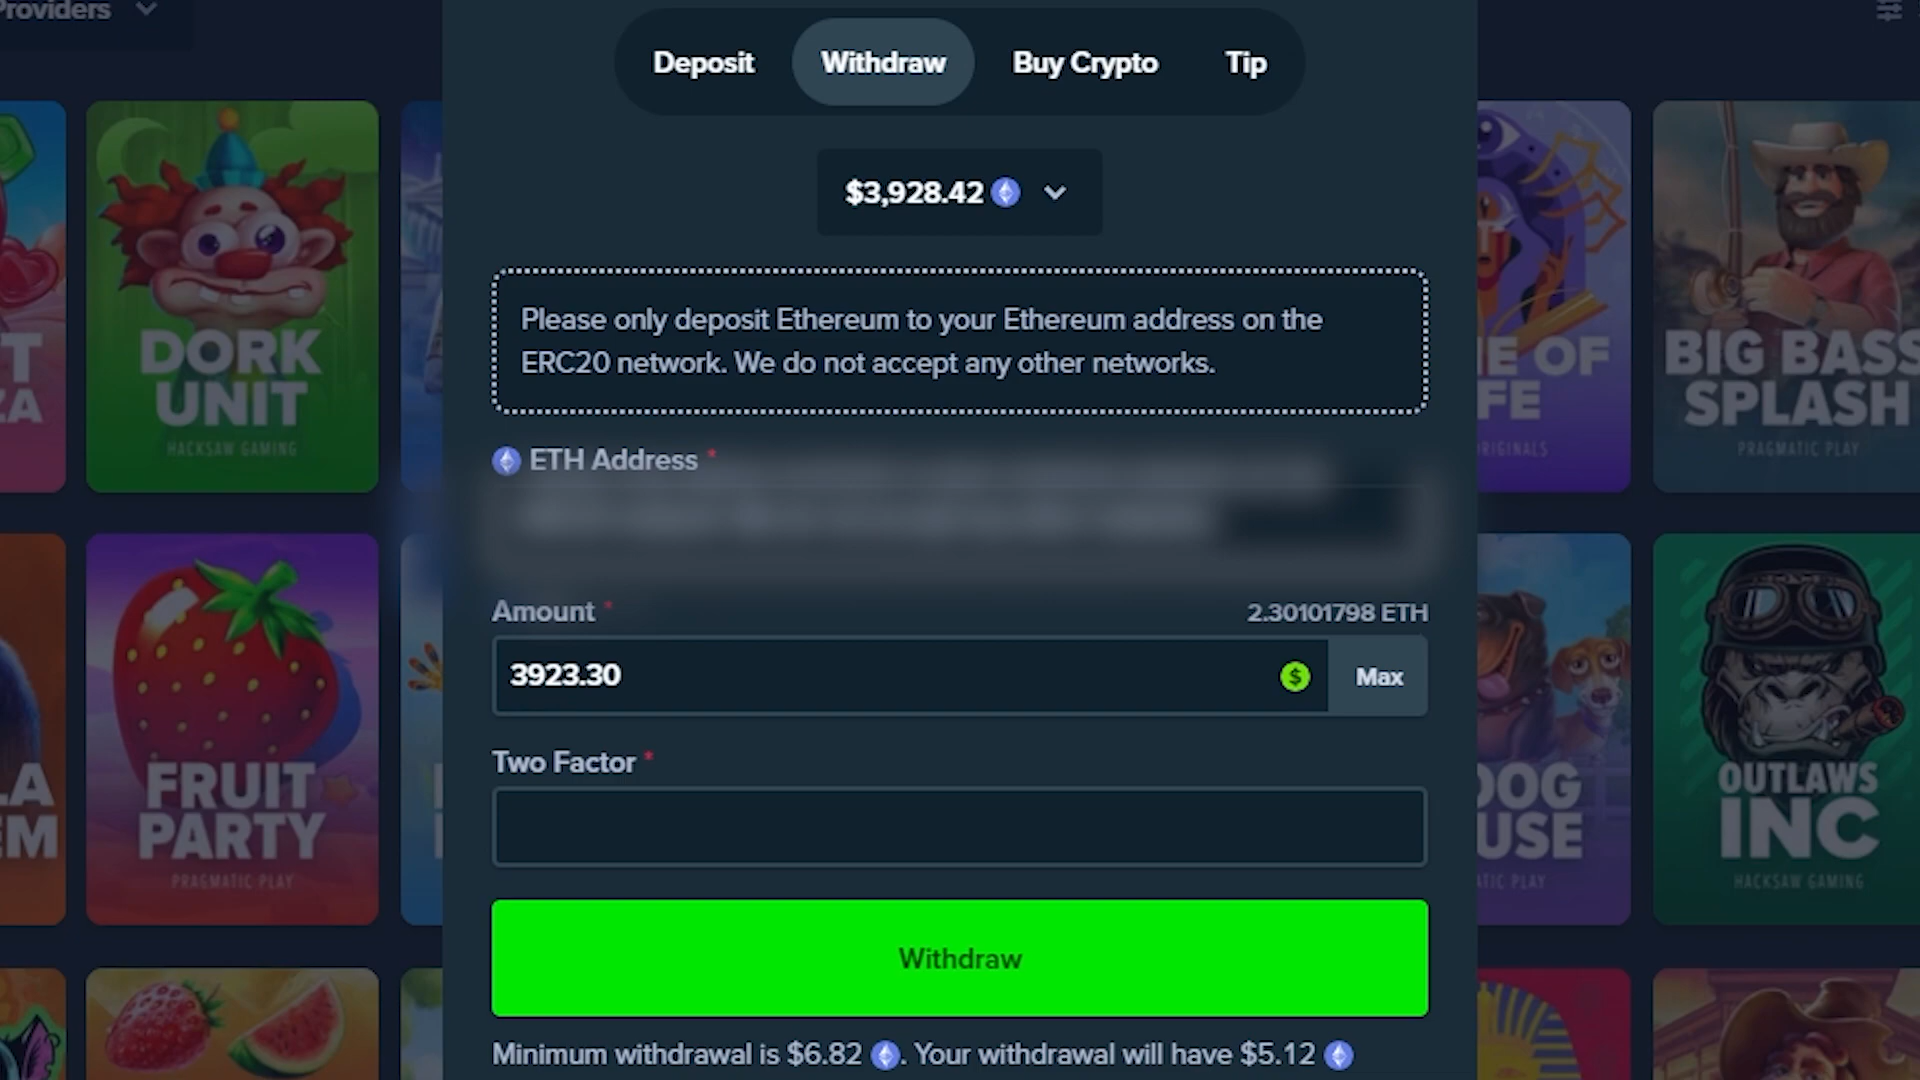 Providers
Deposit
Withdraw
Buy Crypto
Tip
$3,928.42
Please only deposit Ethereum to your Ethereum address on the
ERC20 network. We do not accept any other networks.
ETH Address *
Amount *
2.30101798 ETH
3923.30
$
Max
Two Factor *
Withdraw
Minimum withdrawal is $6.82 . Your withdrawal will have $5.12
DORK
UNIT
HACKSAW GAMING
BIG BASS
SPLASH
PRAGMATIC PLAY
FRUIT
PARTY
PRAGMATIC PLAY
OUTLAWS
INC
HACKSAW GAMING